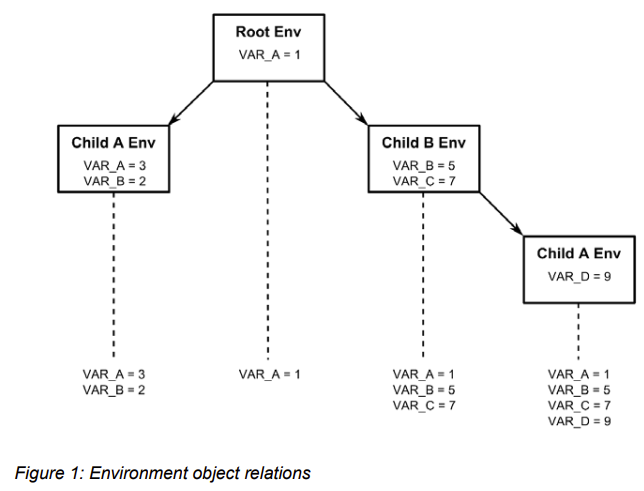 Root Env
VAR_A = 1
Child A Env
VAR_A = 3
VAR_B = 2
Child B Env
VAR_B = 5
VAR_C = 7
Child A Env
VAR_D = 9
VAR_A = 3
VAR_B = 2
VAR_A = 1
VAR_A = 1
VAR_B = 5
VAR_C = 7
VAR_A = 1
VAR_B = 5
VAR_C = 7
VAR_D = 9
Figure 1: Environment object relations